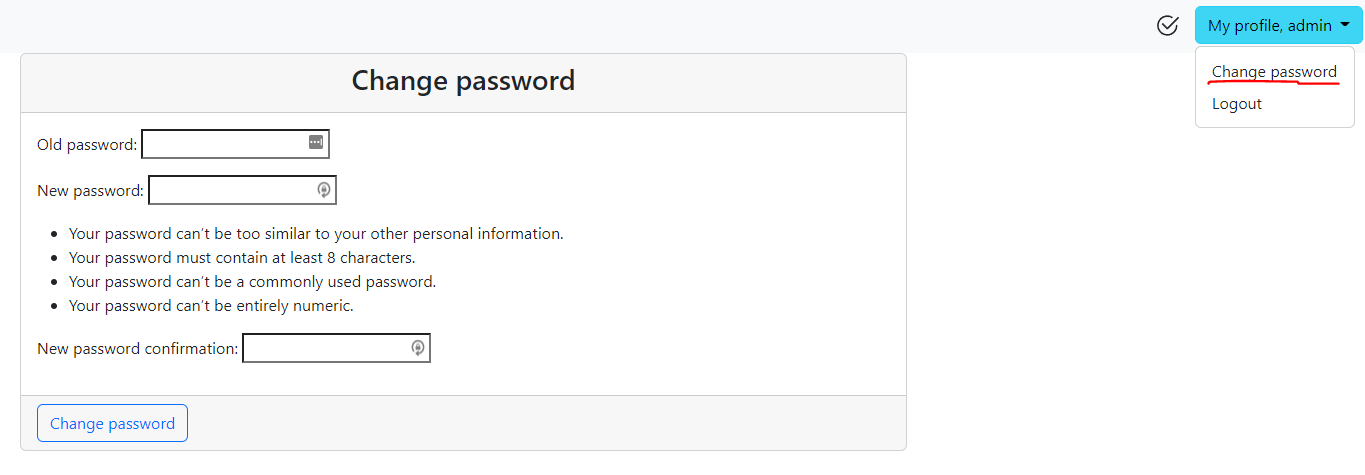 My profile, admin
Change password
Logout
Change password
Old password:
New password:
Your password can’t be too similar to your other personal information.
Your password must contain at least 8 characters.
Your password can’t be a commonly used password.
Your password can’t be entirely numeric.
New password confirmation:
Change password